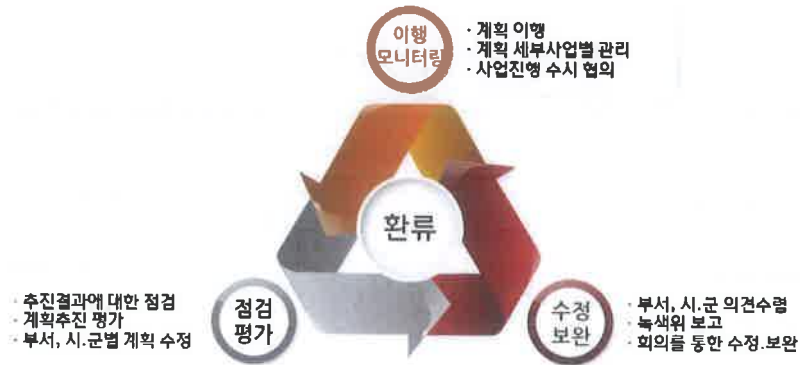 이행
모니터링
· 계획 이행
· 계획 세부사업별 관리
· 사업진행 수시 협의
환류
· 추진결과에 대한 점검
· 계획추진 평가
· 부서, 시.군별 계획 수정
점검
평가
수정
보완
· 부서, 시.군 의견수렴
· 녹색위 보고
· 회의를 통한 수정.보완